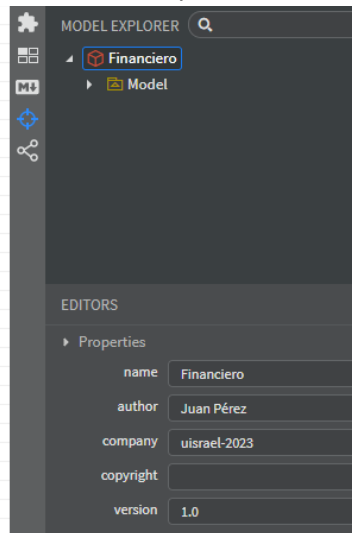 MODEL EXPLORER
Financiero
Model
M
EDITORS
Properties
name Financiero
author Juan Pérez
company uisrael-2023
copyright
version 1.0